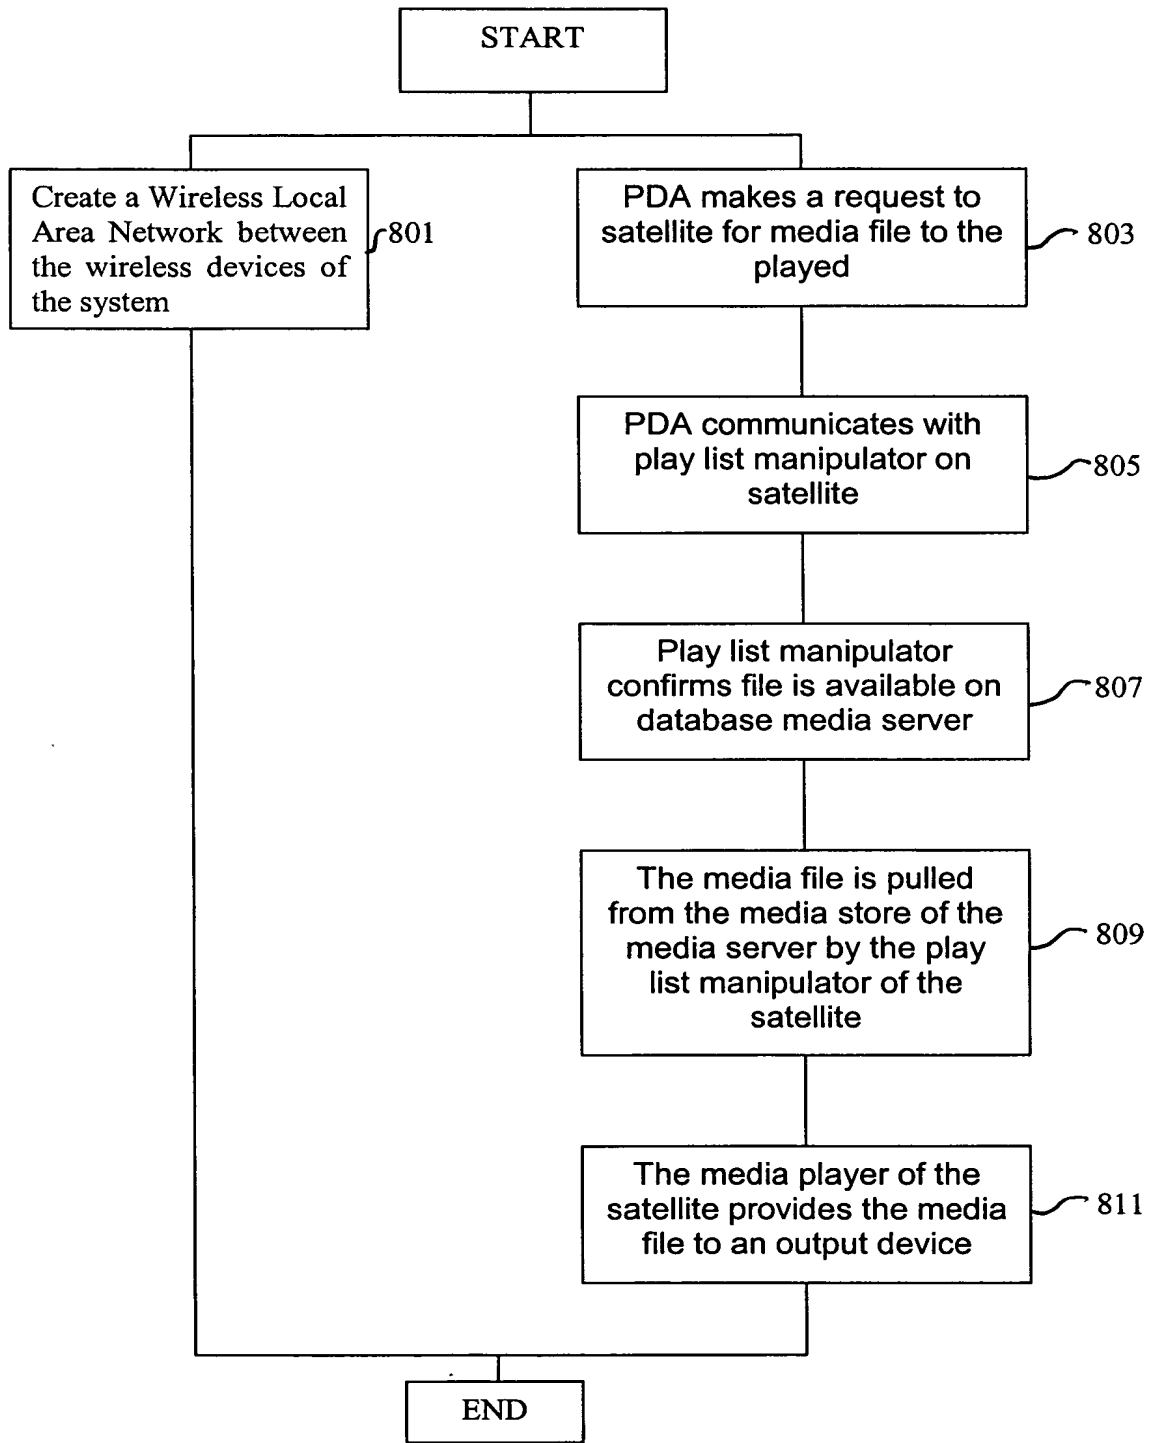 START
Create a Wireless Local
Area Network between
the wireless devices of
the system
801
PDA makes a request to
satellite for media file to the
played
803
PDA communicates with
play list manipulator on
satellite
805
Play list manipulator
confirms file is available on
database media server
807
The media file is pulled
from the media store of the
media server by the play
list manipulator of the
satellite
809
The media player of the
satellite provides the media
file to an output device
811
END